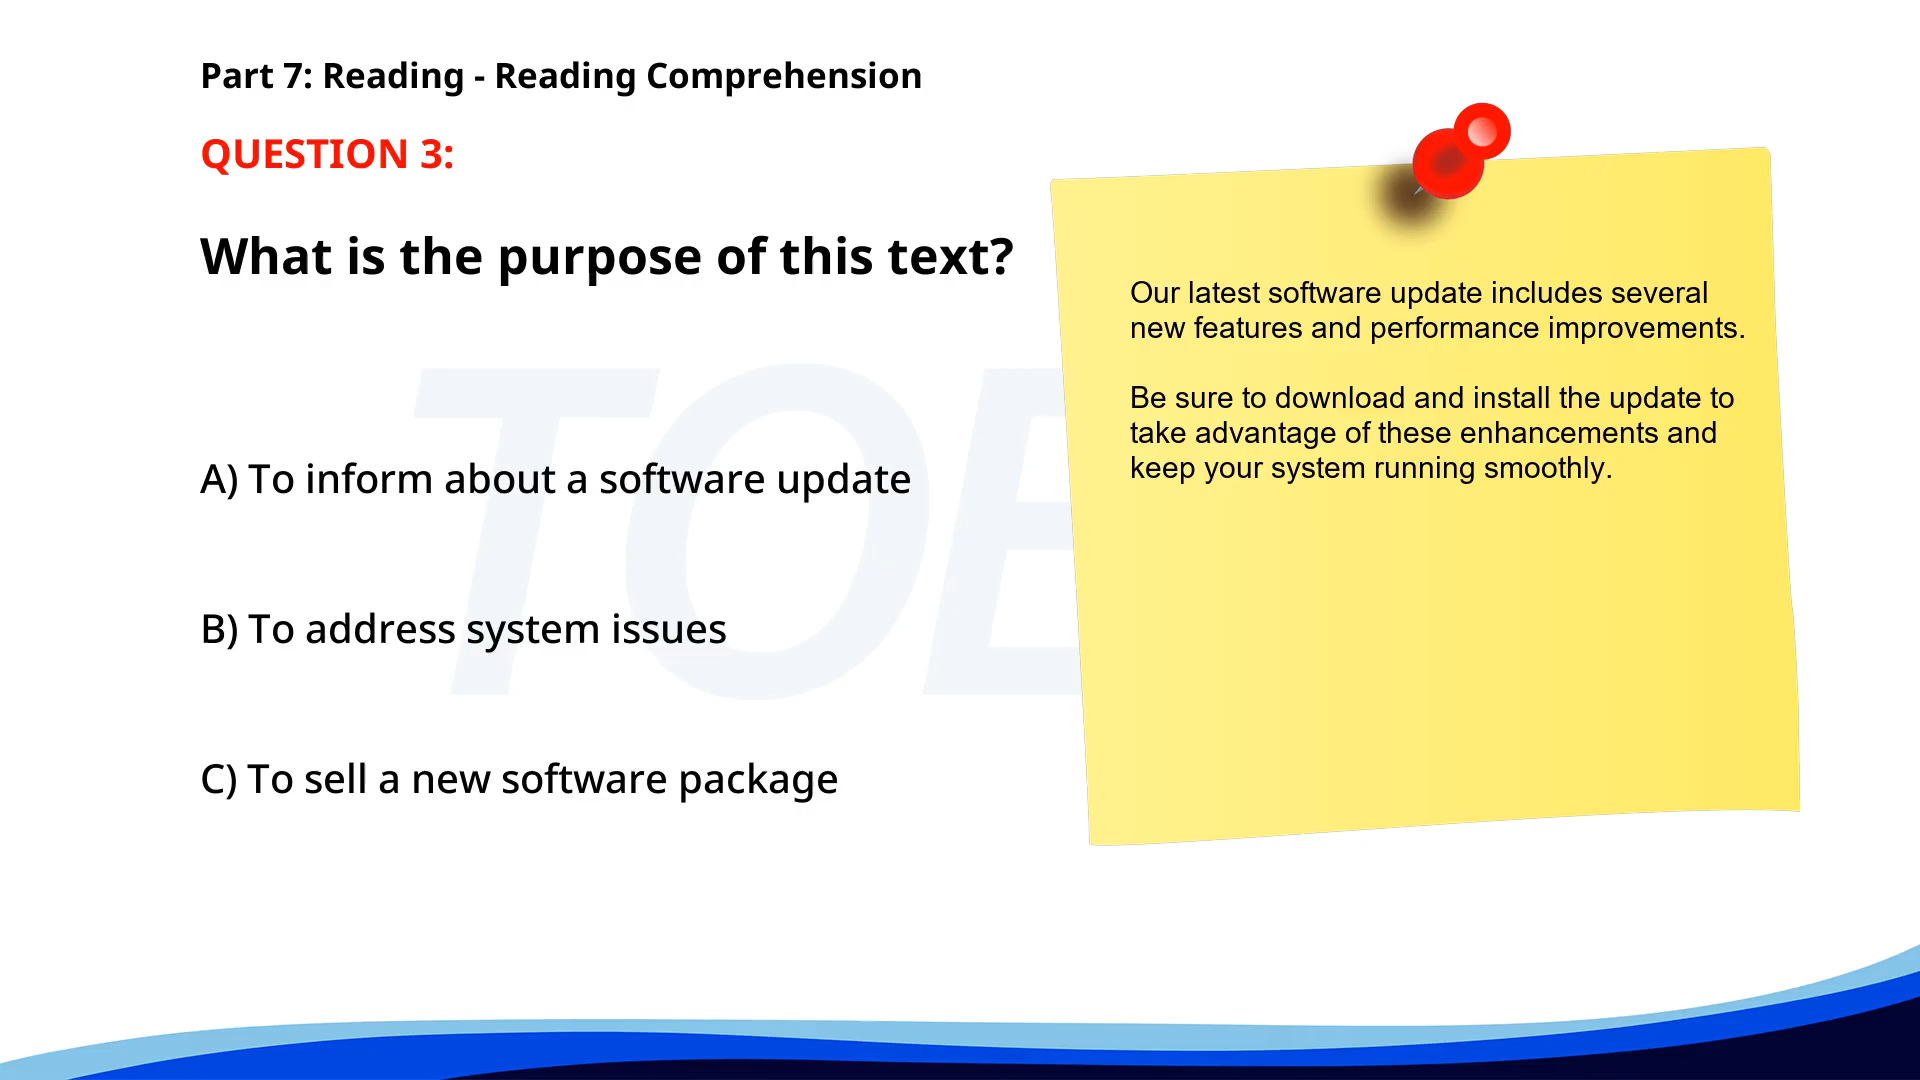 Part 7: Reading - Reading Comprehension
QUESTION 3:
What is the purpose of this text?
A) To inform about a software update
B) To address system issues
C) To sell a new software package
Our latest software update includes several
new features and performance improvements.
Be sure to download and install the update to
take advantage of these enhancements and
keep your system running smoothly.